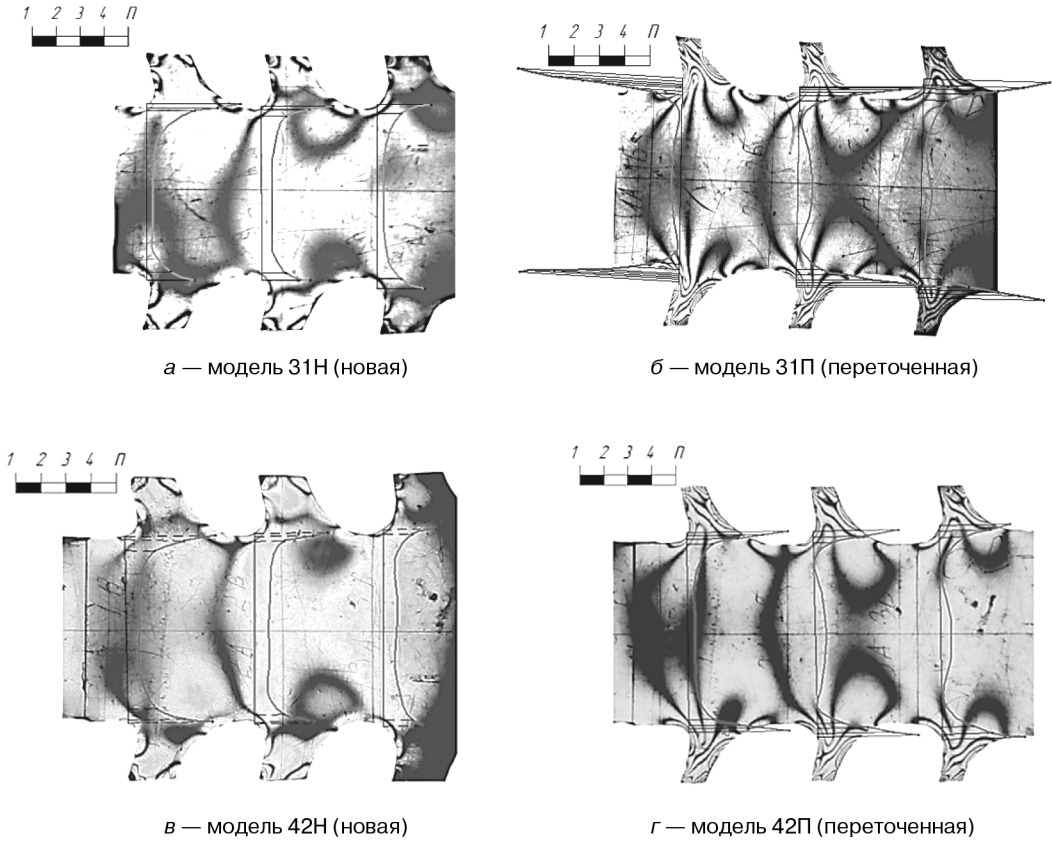 1 2 3 4 П
1 2 3 4 П
а — модель 31Н (новая)
б — модель 31П (переточенная)
1 2 3 4 П
1 2 3 4 П
в — модель 42Н (новая)
г — модель 42П (переточенная)